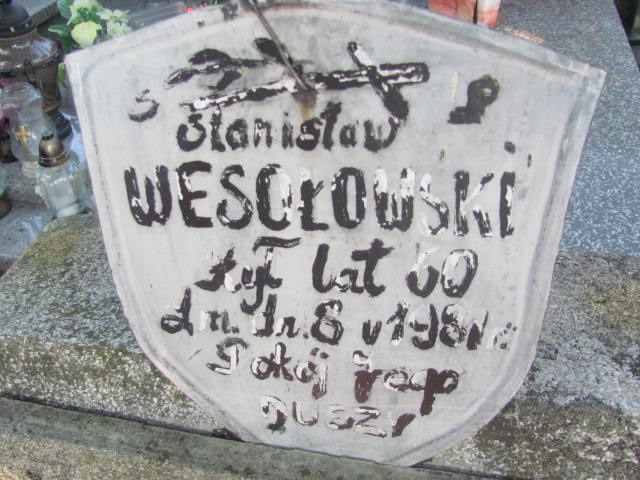 S P
Stanisław
WESOŁOWSKI
żył lat 60
zm. dn. 8 v 1981 r.
Pokój Jego
DUSZY